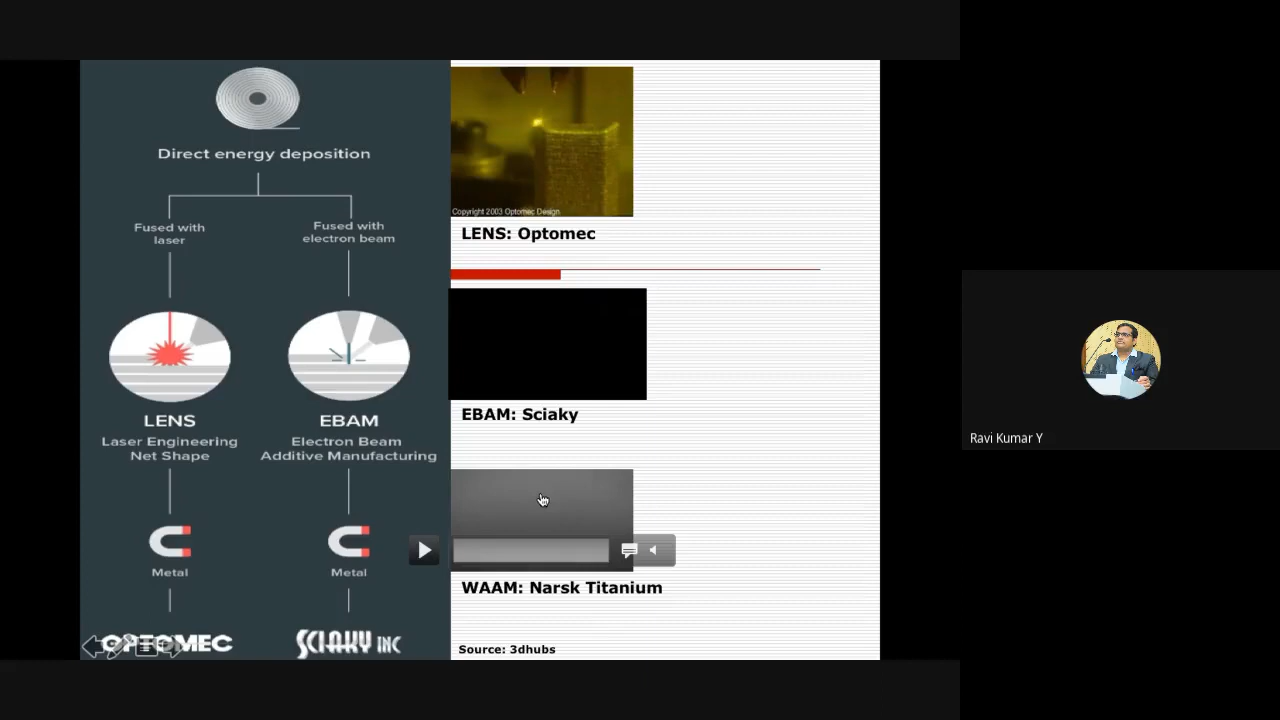 Direct energy deposition
Fused with
laser
Fused with
electron beam
LENS
Laser Engineering
Net Shape
EBAM
Electron Beam
Additive Manufacturing
Metal
Metal
OPTOMEC
SCIAKY INC
Copyright 2003 Optomec Design
LENS: Optomec
EBAM: Sciaky
WAAM: Narsk Titanium
Source: 3dhubs
Ravi Kumar Y